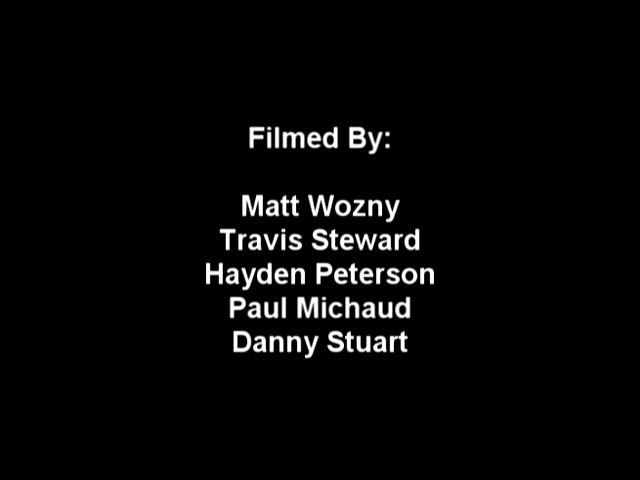 Filmed By:
Matt Wozny
Travis Steward
Hayden Peterson
Paul Michaud
Danny Stuart